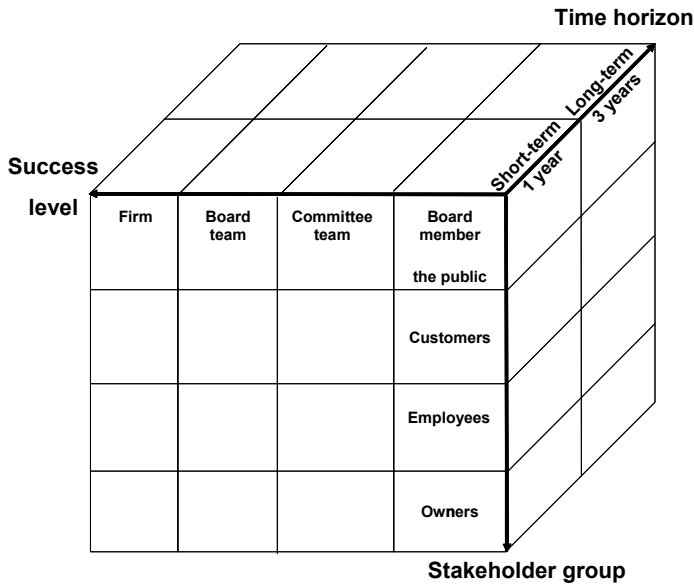 Time horizon
Long-term
3 years
Short-term
1 year
Success
level
Firm
Board
team
Committee
team
Board
member
the public
Customers
Employees
Owners
Stakeholder group